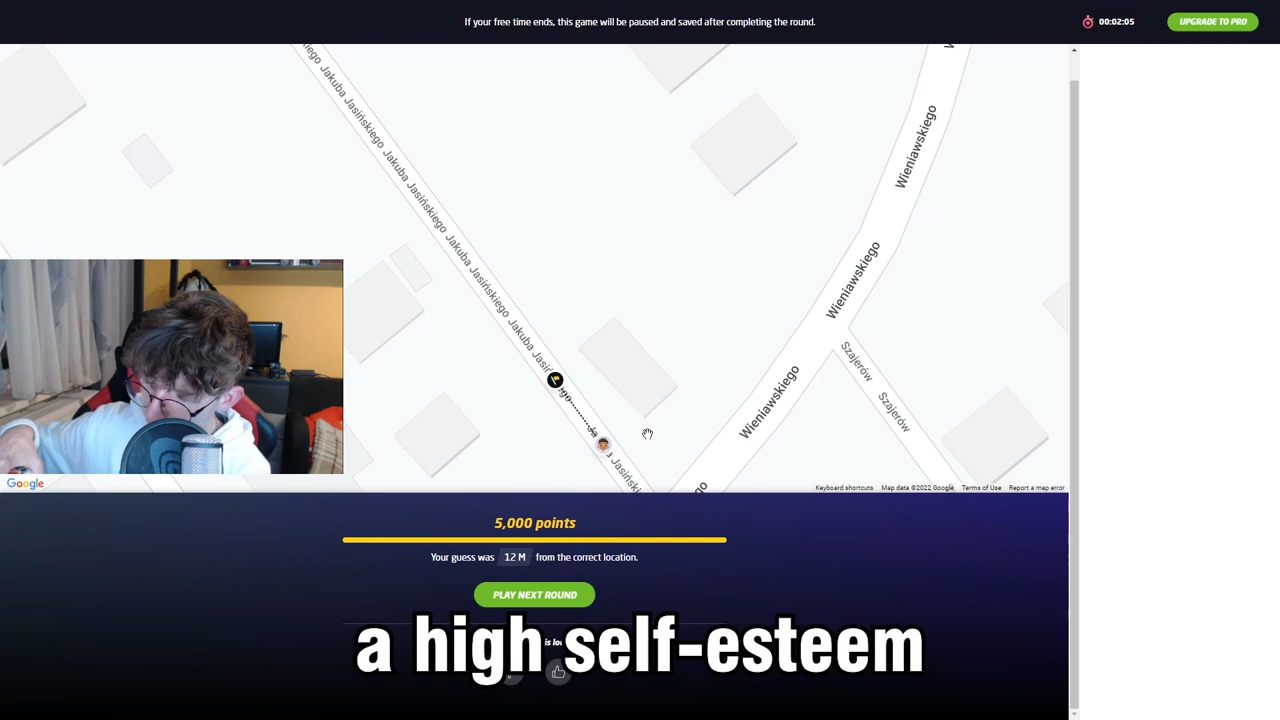 If your free time ends, this game will be paused and saved after completing the round.
00:02:05
UPGRADE TO PRO
Jakuba Jasińskiego Jakuba Jasińskiego Jakuba Jasińskiego Jakuba
Wieniawskiego
Wieniawskiego
Wieniawskiego
Szajerów
Szajerów
Google
Keyboard shortcuts
Map data ©2022 Google
Terms of Use
Report a map error
5,000 points
Your guess was 12 M from the correct location.
PLAY NEXT ROUND
a high self-esteem